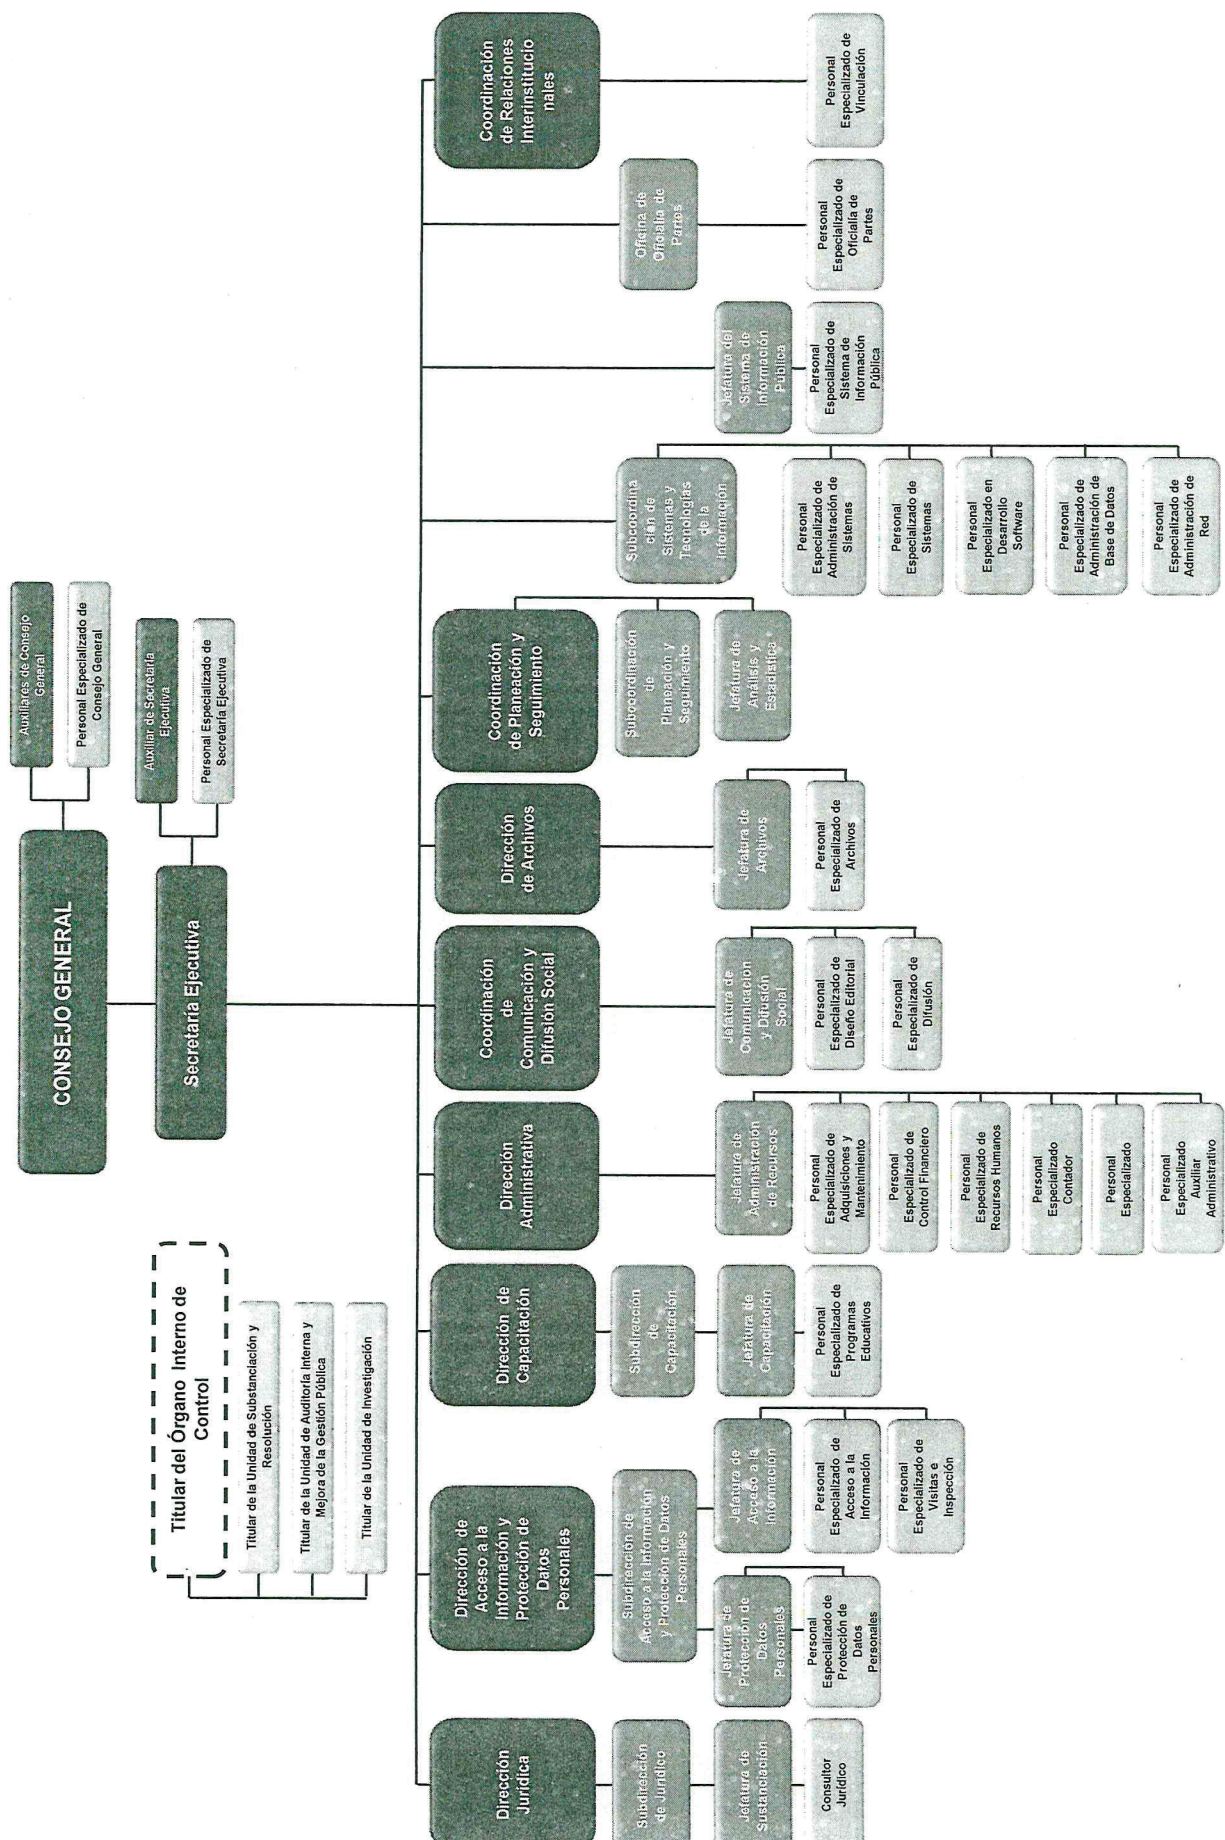 CONSEJO GENERAL
Auxiliares de Consejo
General
Personal Especializado de
Consejo General
Secretaría Ejecutiva
Auxiliar de Secretaría
Ejecutiva
Personal Especializado de
Secretaría Ejecutiva
Titular del Órgano Interno de
Control
Titular de la Unidad de Substanciación y
Resolución
Titular de la Unidad de Auditoría Interna y
Mejora de la Gestión Pública
Titular de la Unidad de Investigación
Dirección
Jurídica
Subdirección
de Jurídico
Jefatura de
Sustanciación
Consultor
Jurídico
Dirección de
Acceso a la
Información y
Protección de
Datos
Personales
Subdirección de
Acceso a la Información
y Protección de Datos
Personales
Jefatura de
Protección de
Datos
Personales
Personal
Especializado de
Protección de
Datos
Personales
Jefatura de
Acceso a la
Información
Personal
Especializado de
Acceso a la
Información
Personal
Especializado de
Visitas e
Inspección
Dirección de
Capacitación
Subdirección
de
Capacitación
Jefatura de
Capacitación
Personal
Especializado de
Programas
Educativos
Dirección
Administrativa
Jefatura de
Administración
de Recursos
Personal
Especializado de
Adquisiciones y
Mantenimiento
Personal
Especializado de
Control Financiero
Personal
Especializado de
Recursos Humanos
Personal
Especializado
Contador
Personal
Especializado
Personal
Especializado
Auxiliar
Administrativo
Coordinación
de
Comunicación y
Difusión Social
Jefatura de
Comunicación
y Difusión
Social
Personal
Especializado de
Diseño Editorial
Personal
Especializado de
Difusión
Dirección
de Archivos
Jefatura de
Archivos
Personal
Especializado de
Archivos
Coordinación
de Planeación y
Seguimiento
Subcoordinación
de
Planeación y
Seguimiento
Jefatura de
Análisis y
Estadística
Subcoordina
ción de
Sistemas y
Tecnologías
de la
Información
Personal
Especializado de
Administración de
Sistemas
Personal
Especializado de
Sistemas
Personal
Especializado en
Desarrollo
Software
Personal
Especializado de
Administración de
Base de Datos
Personal
Especializado de
Administración de
Red
Jefatura del
Sistema de
Información
Pública
Personal
Especializado de
Sistema de
Información
Pública
Oficina de
Oficialía de
Partes
Personal
Especializado de
Oficialía de
Partes
Coordinación
de Relaciones
Interinstitucio
nales
Personal
Especializado de
Vinculación